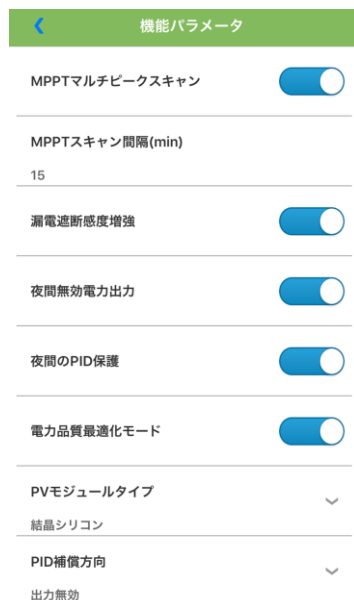 機能パラメータ
MPPTマルチピークスキャン
MPPTスキャン間隔(min)
15
漏電遮断感度増強
夜間無効電力出力
夜間のPID保護
電力品質最適化モード
PVモジュールタイプ
結晶シリコン
PID補償方向
出力無効